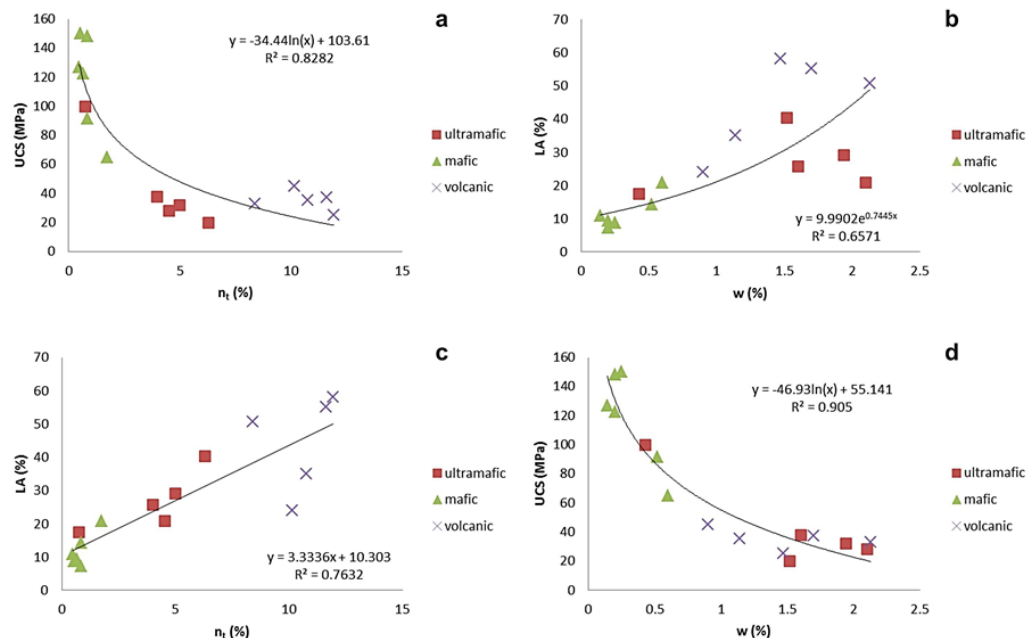 a
160
140
120
100
80
60
40
20
0
UCS (MPa)
y = -34.44ln(x) + 103.61
R² = 0.8282
0 5 10 15
nₜ (%)
ultramafic
mafic
volcanic
b
70
60
50
40
30
20
10
0
LA (%)
y = 9.9902e^0.7445x
R² = 0.6571
0 0.5 1 1.5 2 2.5
w (%)
ultramafic
mafic
volcanic
c
70
60
50
40
30
20
10
0
LA (%)
y = 3.3336x + 10.303
R² = 0.7632
0 5 10 15
nₜ (%)
ultramafic
mafic
volcanic
d
160
140
120
100
80
60
40
20
0
UCS (MPa)
y = -46.93ln(x) + 55.141
R² = 0.905
0 0.5 1 1.5 2 2.5
w (%)
ultramafic
mafic
volcanic